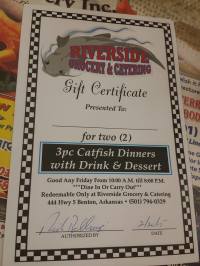 ry Inc.
RIVERSIDE
GROCERY & CATERING
Gift Certificate
Presented To:
for two (2)
3pc Catfish Dinners
with Drink & Dessert
Good Any Friday From 10:00 A.M. till 8:00 P.M.
***Dine In Or Carry Out***
Redeemable Only at Riverside Grocery & Catering
444 Hwy 5 Benton, Arkansas • (501) 794-0329
AUTHORIZED BY
DATE